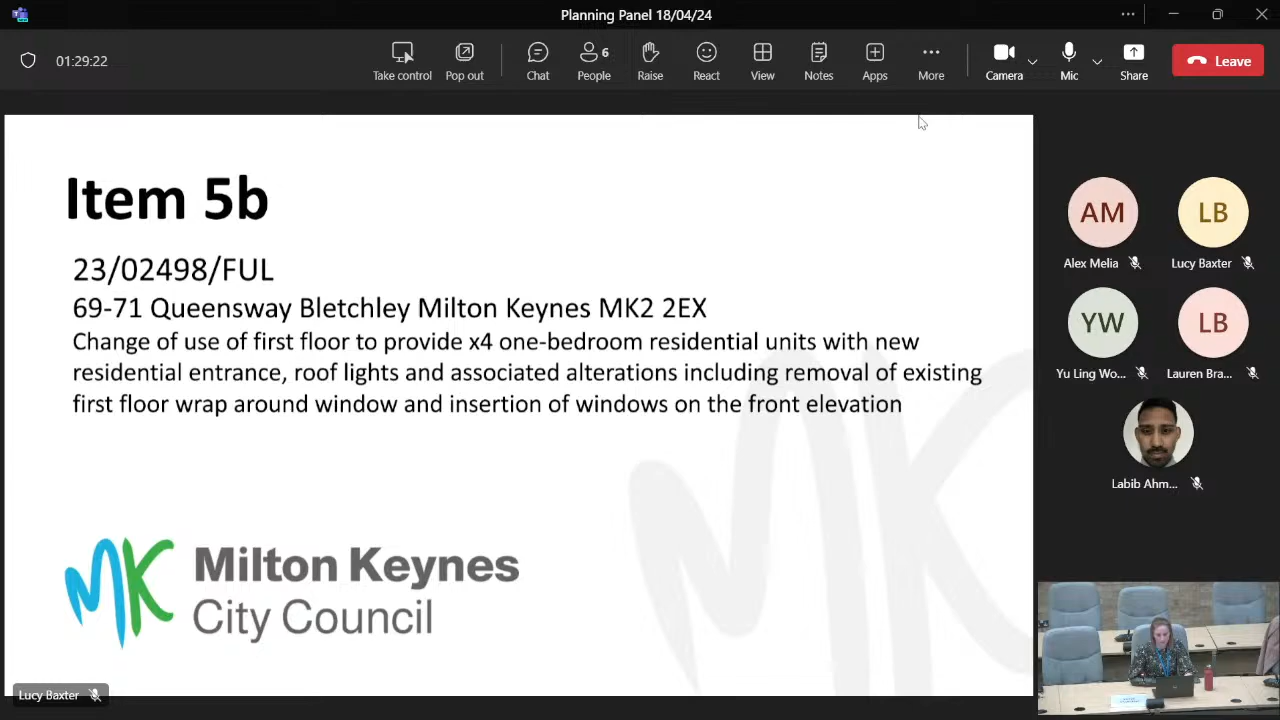 Planning Panel 18/04/24
01:29:22
Take control
Pop out
Chat
6
People
Raise
React
View
Notes
Apps
More
Camera
Mic
Share
Leave
Item 5b
23/02498/FUL
69-71 Queensway Bletchley Milton Keynes MK2 2EX
Change of use of first floor to provide x4 one-bedroom residential units with new
residential entrance, roof lights and associated alterations including removal of existing
first floor wrap around window and insertion of windows on the front elevation
MK Milton Keynes
City Council
Lucy Baxter
AM
Alex Melia
LB
Lucy Baxter
YW
Yu Ling Wo...
LB
Lauren Bra...
Labib Ahm...